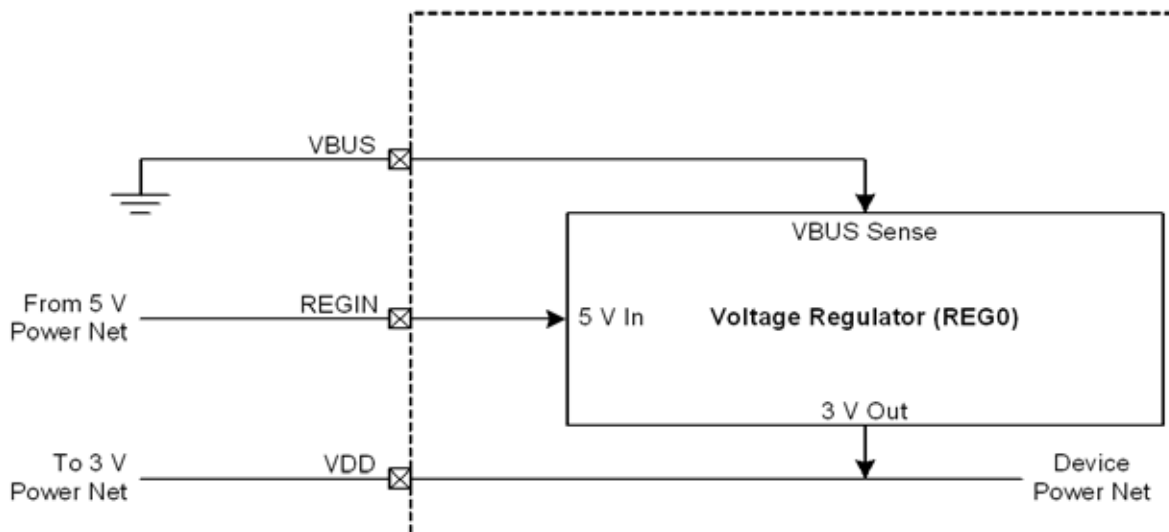 VBUS
VBUS Sense
From 5 V
Power Net
REGIN
5 V In
Voltage Regulator (REG0)
3 V Out
To 3 V
Power Net
VDD
Device
Power Net